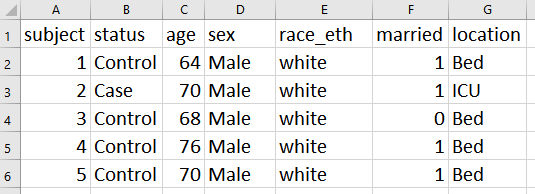 A B C D E F G
1 subject status age sex race_eth married location
2 1 Control 64 Male white 1 Bed
3 2 Case 70 Male white 1 ICU
4 3 Control 68 Male white 0 Bed
5 4 Control 76 Male white 1 Bed
6 5 Control 70 Male white 1 Bed